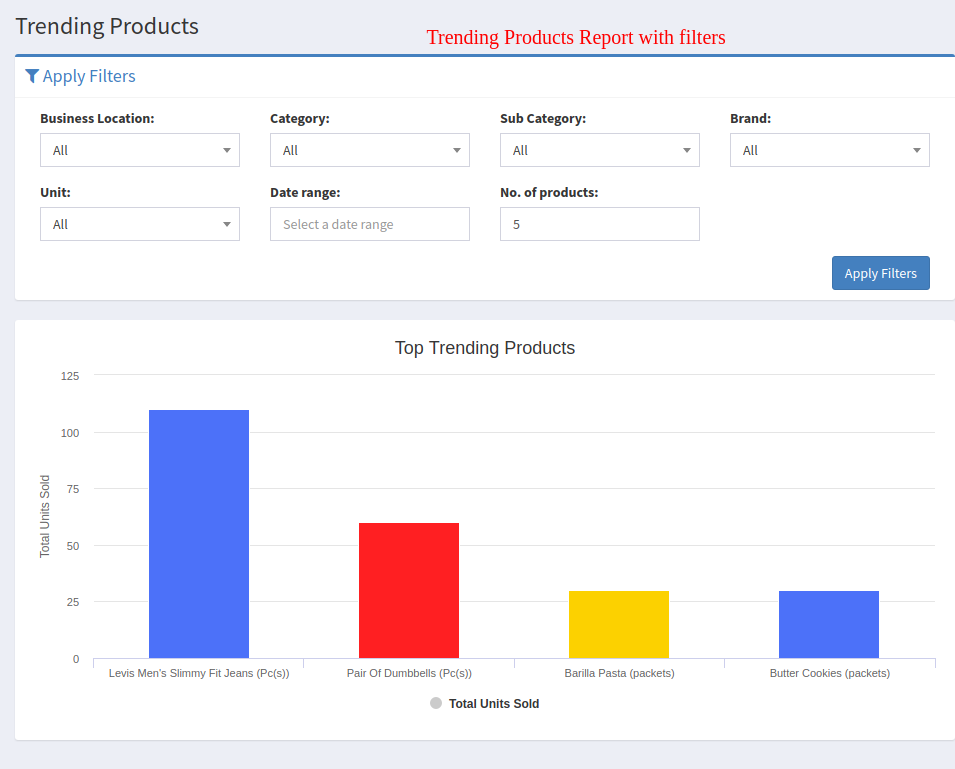 Trending Products
Trending Products Report with filters
Apply Filters
Business Location: Category: Sub Category: Brand:
All All All All
Unit: Date range: No. of products:
All Select a date range 5
Apply Filters
Top Trending Products
125
100
75
50
25
0
Total Units Sold
Levis Men's Slimmy Fit Jeans (Pc(s)) Pair Of Dumbbells (Pc(s)) Barilla Pasta (packets) Butter Cookies (packets)
Total Units Sold